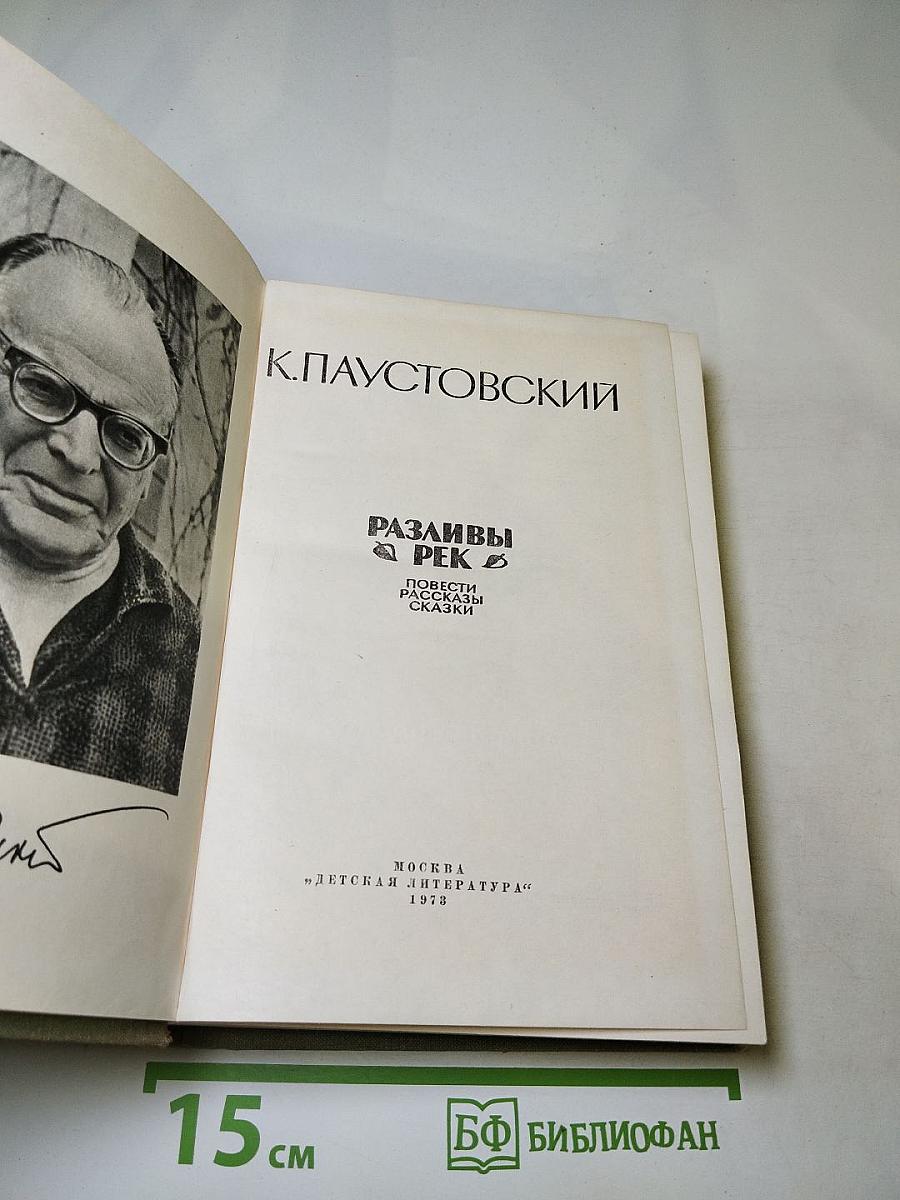 К.ПАУСТОВСКИЙ
РАЗЛИВЫ
РЕК
ПОВЕСТИ
РАССКАЗЫ
СКАЗКИ
МОСКВА
„ДЕТСКАЯ ЛИТЕРАТУРА“
1973
15 см
БФ БИБЛИОФАН